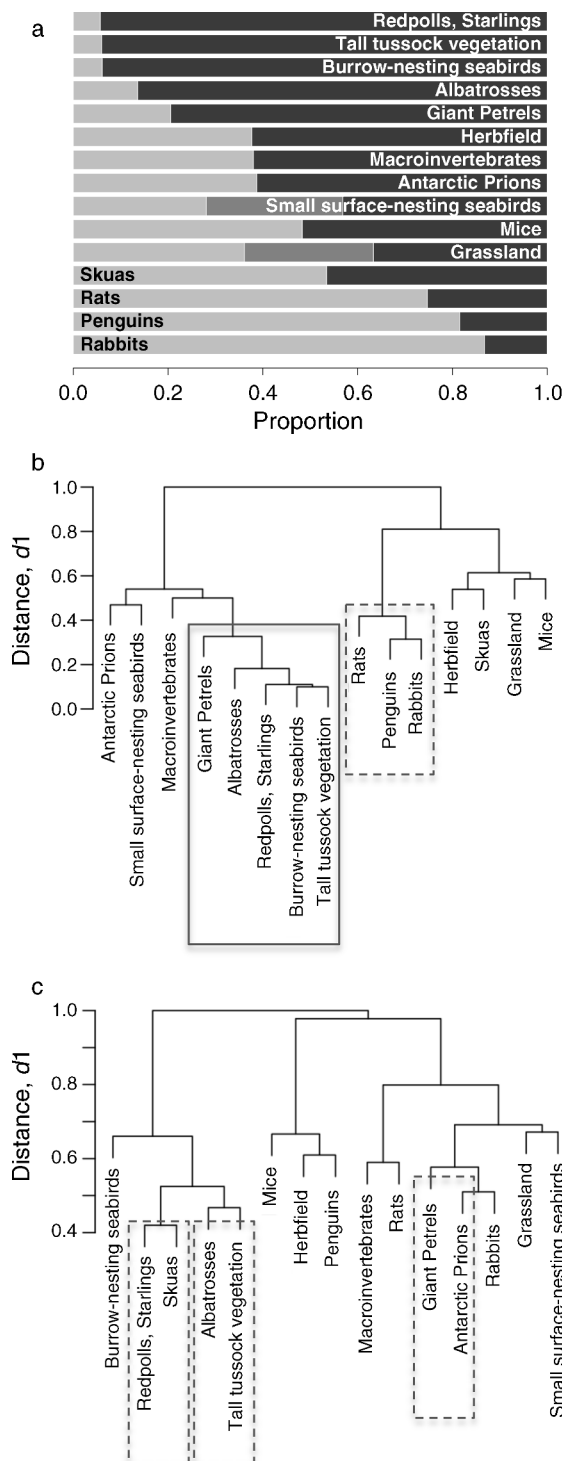 a
Redpolls, Starlings
Tall tussock vegetation
Burrow-nesting seabirds
Albatrosses
Giant Petrels
Herbfield
Macroinvertebrates
Antarctic Prions
Small surface-nesting seabirds
Mice
Grassland
Skuas
Rats
Penguins
Rabbits
0.0 0.2 0.4 0.6 0.8 1.0
Proportion
b
Distance, d1
1.0
0.8
0.6
0.4
0.2
0.0
Antarctic Prions
Small surface-nesting seabirds
Macroinvertebrates
Giant Petrels
Albatrosses
Redpolls, Starlings
Burrow-nesting seabirds
Tall tussock vegetation
Rats
Penguins
Rabbits
Herbfield
Skuas
Grassland
Mice
c
Distance, d1
1.0
0.8
0.6
0.4
Burrow-nesting seabirds
Redpolls, Starlings
Skuas
Albatrosses
Tall tussock vegetation
Mice
Herbfield
Penguins
Macroinvertebrates
Rats
Giant Petrels
Antarctic Prions
Rabbits
Grassland
Small surface-nesting seabirds